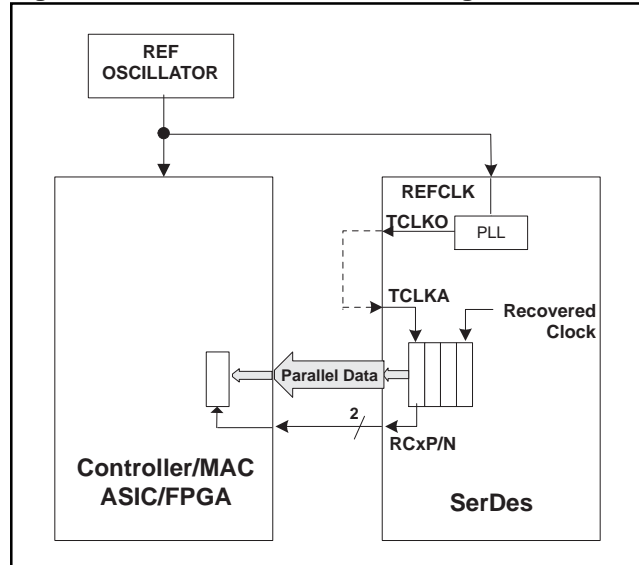 REF
OSCILLATOR
REFCLK
TCLKO
PLL
TCLKA
Recovered
Clock
Parallel Data
2
RCxP/N
Controller/MAC
ASIC/FPGA
SerDes